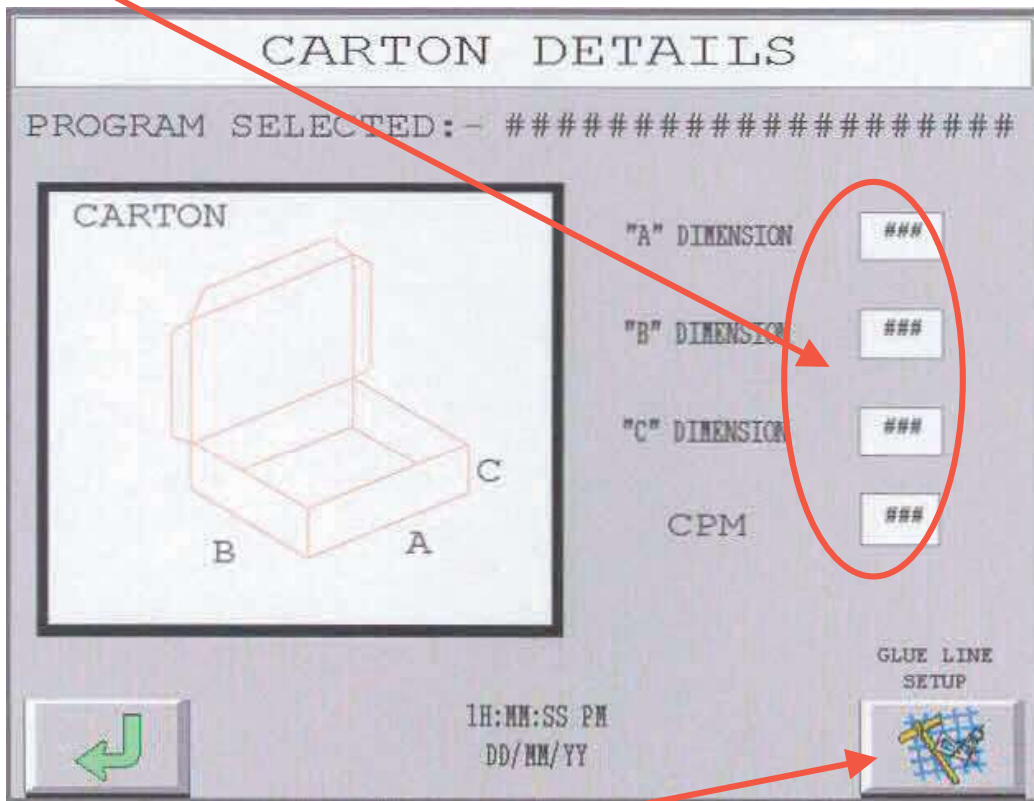 CARTON DETAILS
PROGRAM SELECTED:- ####################
CARTON
"A" DIMENSION ###
"B" DIMENSION ###
"C" DIMENSION ###
C
B
A
CPM ###
GLUE LINE
SETUP
1H:MM:SS PM
DD/MM/YY